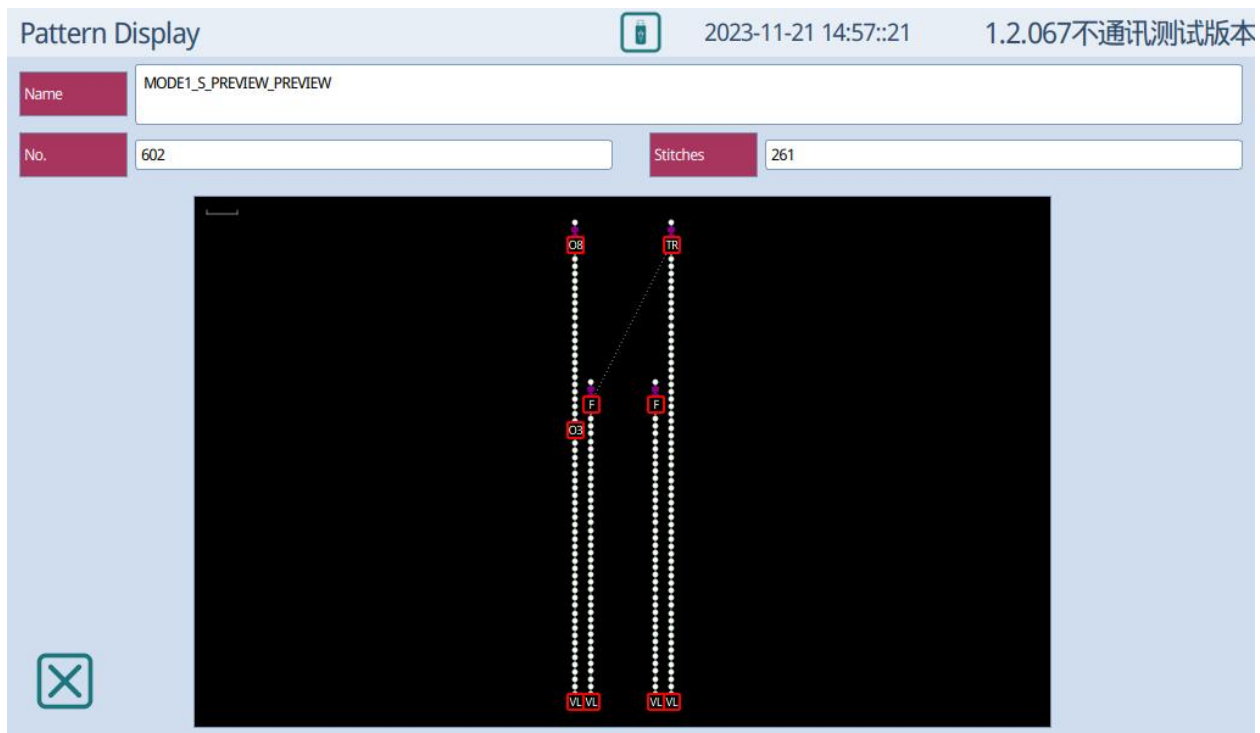 Pattern Display
2023-11-21 14:57::21
1.2.067不通讯测试版本
Name
MODE1_S_PREVIEW_PREVIEW
No.
602
Stitches
261
O8
TR
F
F
O3
VL VL
VL VL